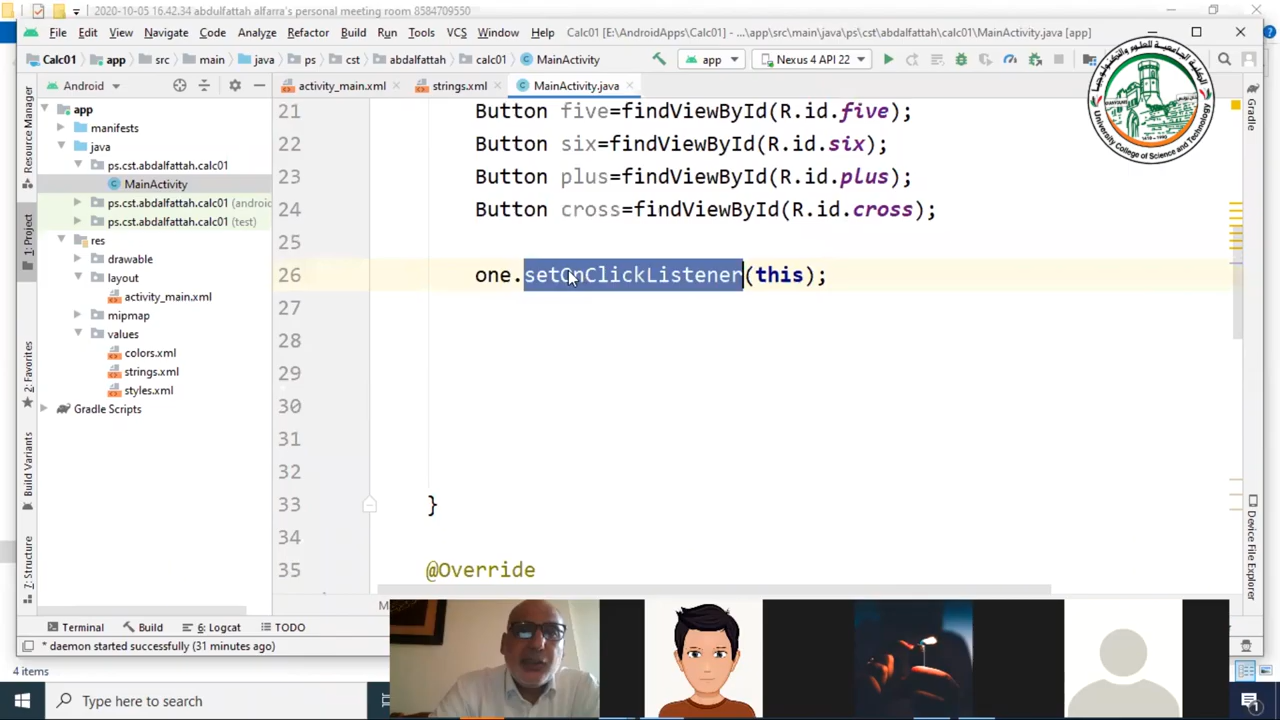 2020-10-05 16.42.34 abdulfattah alfarra's personal meeting room 8584709550
File Edit View Navigate Code Analyze Refactor Build Run Tools VCS Window Help Calc01 [E:\AndroidApps\Calc01] - ...\app\src\main\java\ps\cst\abdalfattah\calc01\MainActivity.java [app]
Calc01 app src main java ps cst abdalfattah calc01 MainActivity app Nexus 4 API 22
Android activity_main.xml strings.xml MainActivity.java
Resource Manager
1: Project
2: Favorites
Build Variants
Structure
app
manifests
java
ps.cst.abdalfattah.calc01
MainActivity
ps.cst.abdalfattah.calc01 (androi
ps.cst.abdalfattah.calc01 (test)
res
drawable
layout
activity_main.xml
mipmap
values
colors.xml
strings.xml
styles.xml
Gradle Scripts
21 Button five=findViewById(R.id.five);
22 Button six=findViewById(R.id.six);
23 Button plus=findViewById(R.id.plus);
24 Button cross=findViewById(R.id.cross);
25
26 one.setOnClickListener(this);
27
28
29
30
31
32
33 }
34
35 @Override
Gradle
Device File Explorer
University College of Science and Technology
Terminal Build 6: Logcat TODO
* daemon started successfully (31 minutes ago)
4 items
Type here to search